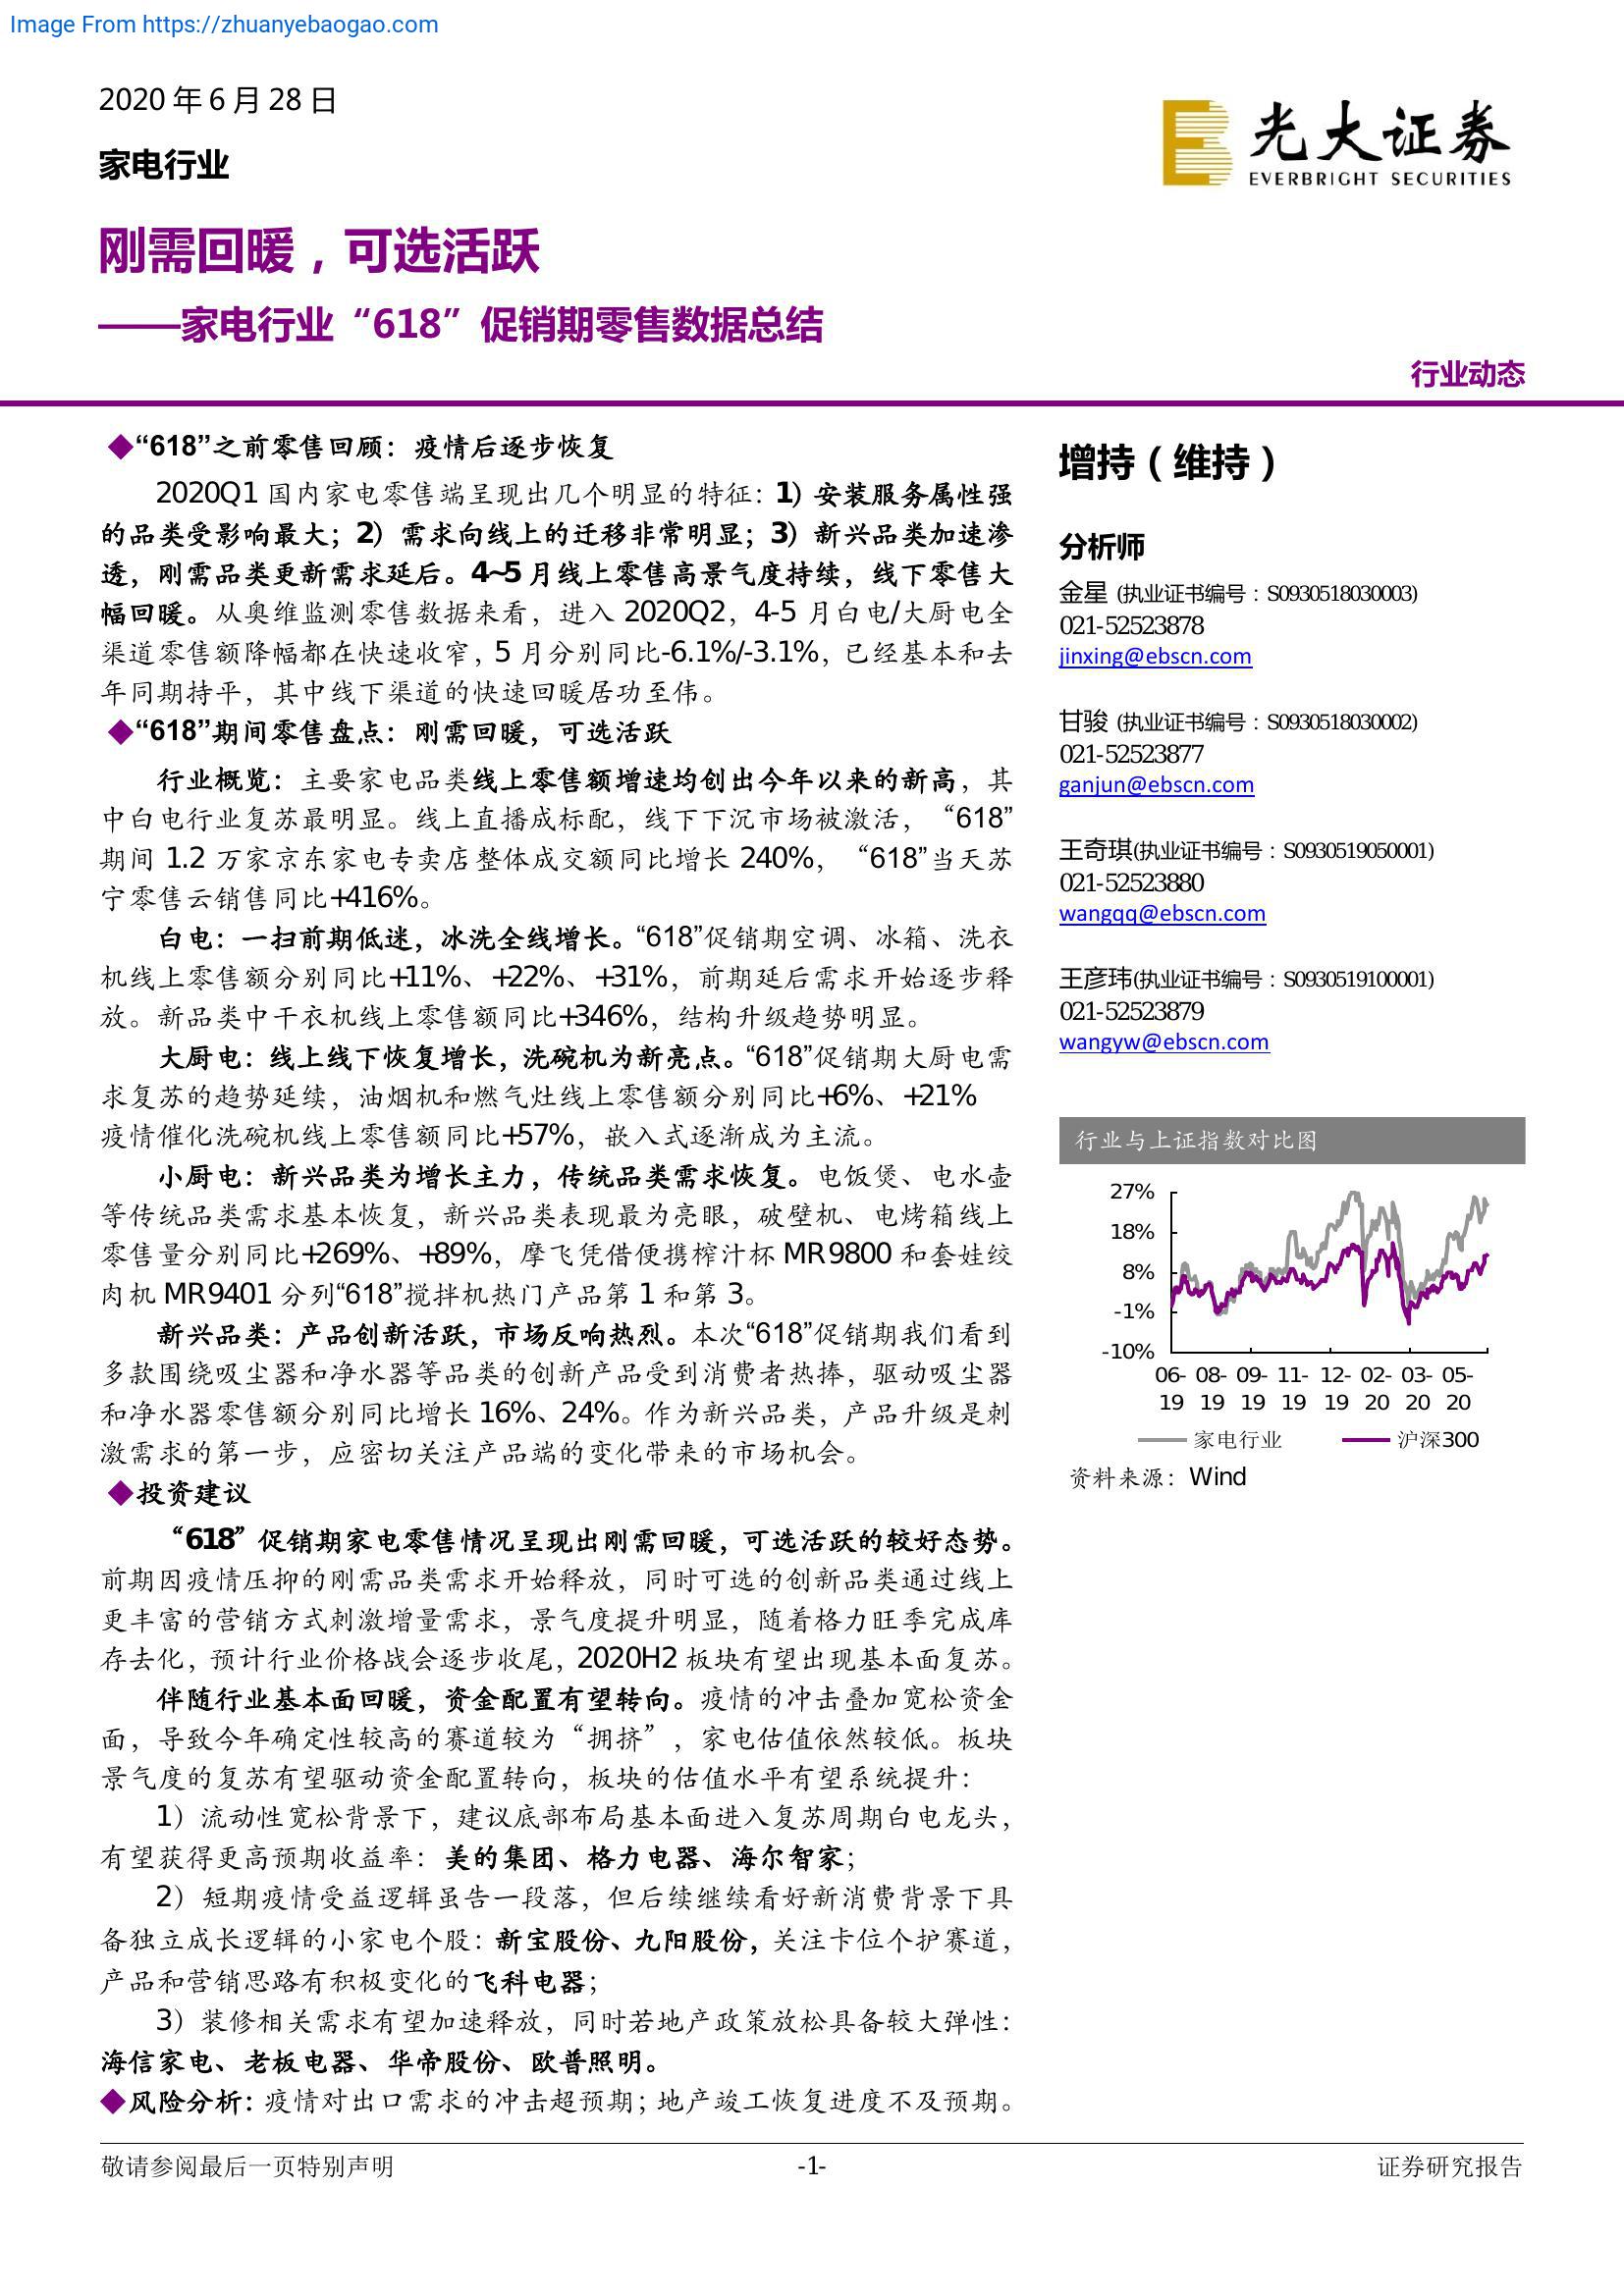 Image From https://zhuanyebaogao.com
2020 年 6 月 28 日
家电行业
光大证券
EVERBRIGHT SECURITIES
刚需回暖，可选活跃
——家电行业“618”促销期零售数据总结
行业动态
◆“618”之前零售回顾：疫情后逐步恢复
2020Q1 国内家电零售端呈现出几个明显的特征：1）安装服务属性强
的品类受影响最大；2）需求向线上的迁移非常明显；3）新兴品类加速渗
透，刚需品类更新需求延后。4~5 月线上零售高景气度持续，线下零售大
幅回暖。从奥维监测零售数据来看，进入 2020Q2，4-5 月白电/大厨电全
渠道零售额降幅都在快速收窄，5 月分别同比-6.1%/-3.1%，已经基本和去
年同期持平，其中线下渠道的快速回暖居功至伟。
◆“618”期间零售盘点：刚需回暖，可选活跃
行业概览：主要家电品类线上零售额增速均创出今年以来的新高，其
中白电行业复苏最明显。线上直播成标配，线下下沉市场被激活，“618”
期间 1.2 万家京东家电专卖店整体成交额同比增长 240%，“618”当天苏
宁零售云销售同比+416%。
白电：一扫前期低迷，冰洗全线增长。“618”促销期空调、冰箱、洗衣
机线上零售额分别同比+11%、+22%、+31%，前期延后需求开始逐步释
放。新品类中干衣机线上零售额同比+346%，结构升级趋势明显。
大厨电：线上线下恢复增长，洗碗机为新亮点。“618”促销期大厨电需
求复苏的趋势延续，油烟机和燃气灶线上零售额分别同比+6%、+21%
疫情催化洗碗机线上零售额同比+57%，嵌入式逐渐成为主流。
小厨电：新兴品类为增长主力，传统品类需求恢复。电饭煲、电水壶
等传统品类需求基本恢复，新兴品类表现最为亮眼，破壁机、电烤箱线上
零售量分别同比+269%、+89%，摩飞凭借便携榨汁杯 MR9800 和套娃绞
肉机 MR9401 分列“618”搅拌机热门产品第 1 和第 3。
新兴品类：产品创新活跃，市场反响热烈。本次“618”促销期我们看到
多款围绕吸尘器和净水器等品类的创新产品受到消费者热捧，驱动吸尘器
和净水器零售额分别同比增长 16%、24%。作为新兴品类，产品升级是刺
激需求的第一步，应密切关注产品端的变化带来的市场机会。
◆投资建议
“618”促销期家电零售情况呈现出刚需回暖，可选活跃的较好态势。
前期因疫情压抑的刚需品类需求开始释放，同时可选的创新品类通过线上
更丰富的营销方式刺激增量需求，景气度提升明显，随着格力旺季完成库
存去化，预计行业价格战会逐步收尾，2020H2 板块有望出现基本面复苏。
伴随行业基本面回暖，资金配置有望转向。疫情的冲击叠加宽松资金
面，导致今年确定性较高的赛道较为“拥挤”，家电估值依然较低。板块
景气度的复苏有望驱动资金配置转向，板块的估值水平有望系统提升：
1）流动性宽松背景下，建议底部布局基本面进入复苏周期白电龙头，
有望获得更高预期收益率：美的集团、格力电器、海尔智家；
2）短期疫情受益逻辑虽告一段落，但后续继续看好新消费背景下具
备独立成长逻辑的小家电个股：新宝股份、九阳股份，关注卡位个护赛道，
产品和营销思路有积极变化的飞科电器；
3）装修相关需求有望加速释放，同时若地产政策放松具备较大弹性：
海信家电、老板电器、华帝股份、欧普照明。
◆风险分析：疫情对出口需求的冲击超预期；地产竣工恢复进度不及预期。
增持（维持）
分析师
金星 (执业证书编号：S0930518030003)
021-52523878
jinxing@ebscn.com
甘骏 (执业证书编号：S0930518030002)
021-52523877
ganjun@ebscn.com
王奇琪(执业证书编号：S0930519050001)
021-52523880
wangqq@ebscn.com
王彦玮(执业证书编号：S0930519100001)
021-52523879
wangyw@ebscn.com
行业与上证指数对比图
27%
18%
8%
-1%
-10%
06- 08- 09- 11- 12- 02- 03- 05-
19 19 19 19 19 20 20 20
家电行业 沪深300
资料来源：Wind
敬请参阅最后一页特别声明 -1- 证券研究报告